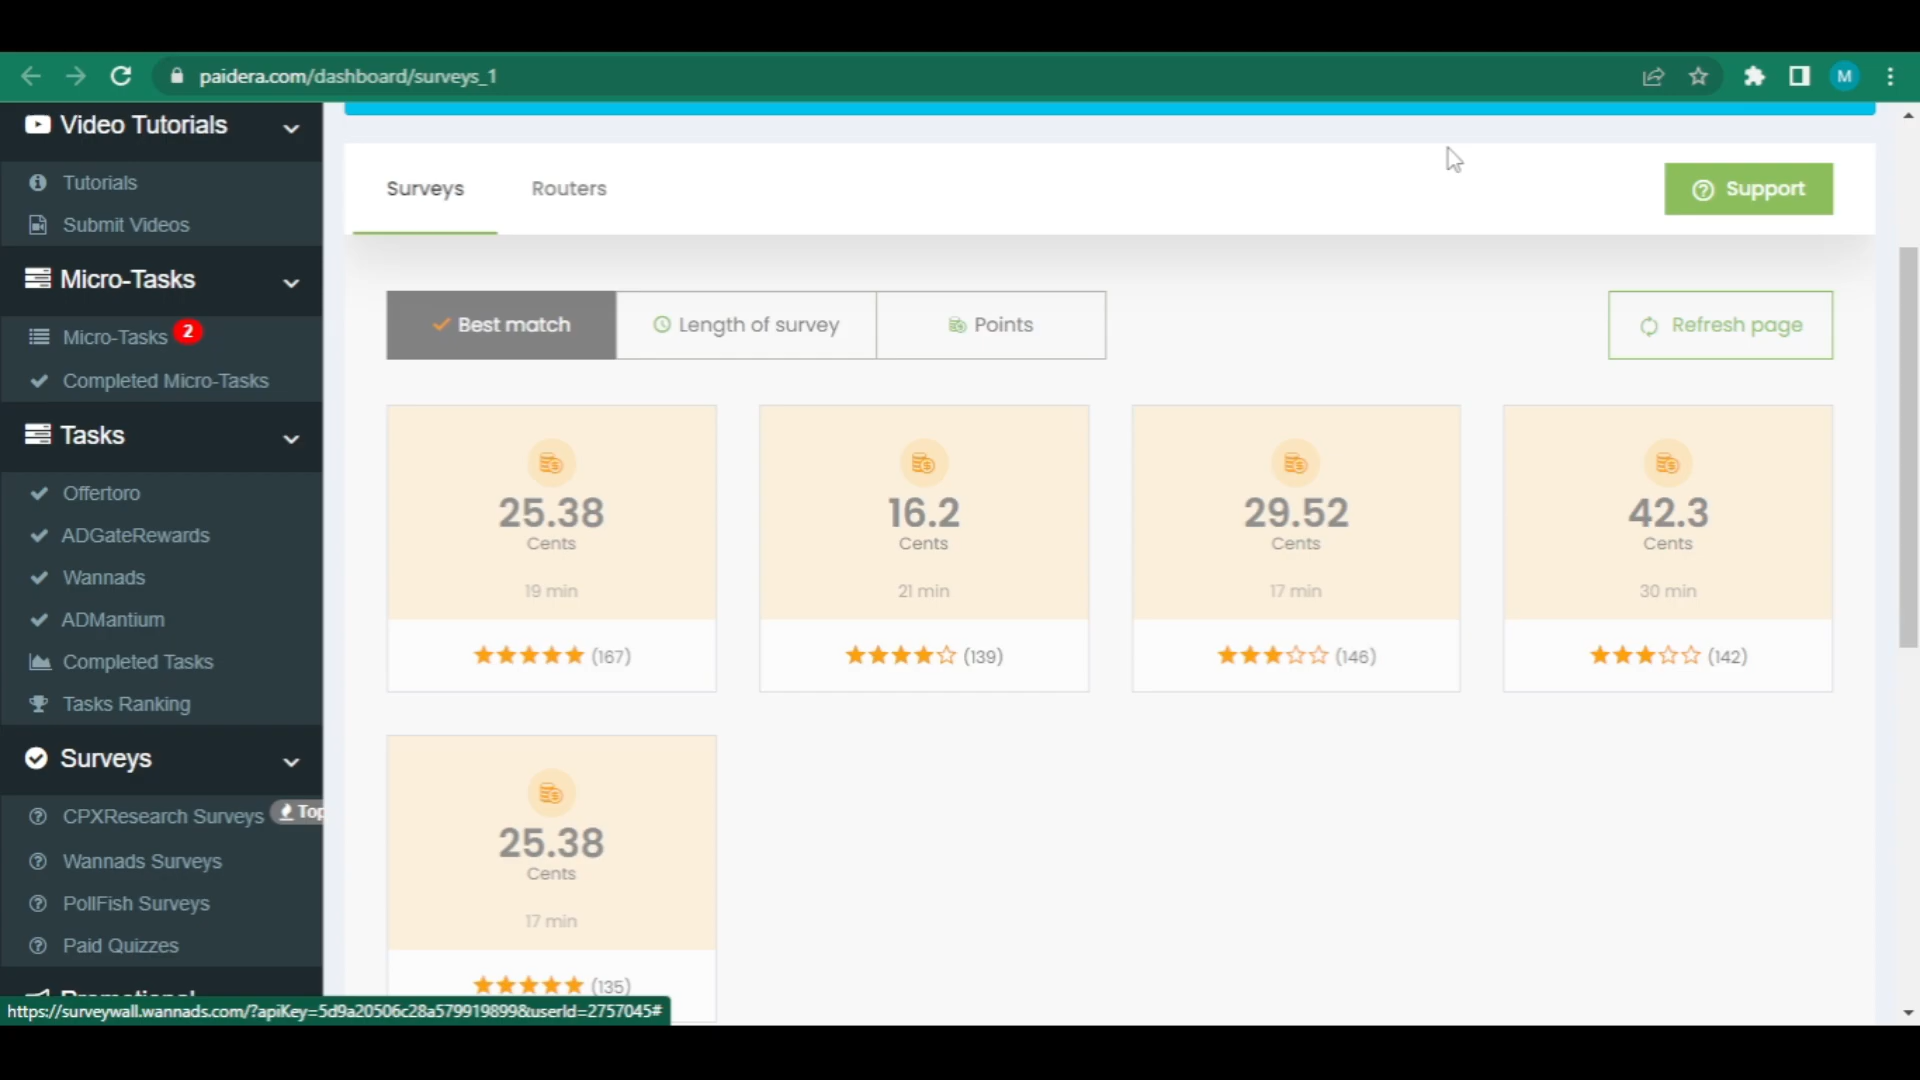 paidera.com/dashboard/surveys_1
M
Video Tutorials
Tutorials
Submit Videos
Micro-Tasks
Micro-Tasks 2
Completed Micro-Tasks
Tasks
Offertoro
ADGateRewards
Wannads
ADMantium
Completed Tasks
Tasks Ranking
Surveys
CPXResearch Surveys Top
Wannads Surveys
PollFish Surveys
Paid Quizzes
Promotional
Surveys Routers Support
Best match Length of survey Points Refresh page
25.38
Cents
19 min
(167)
16.2
Cents
21 min
(139)
29.52
Cents
17 min
(146)
42.3
Cents
30 min
(142)
25.38
Cents
17 min
(135)
https://surveywall.wannads.com/?apiKey=5d9a20506c28a579919899&userId=2757045#